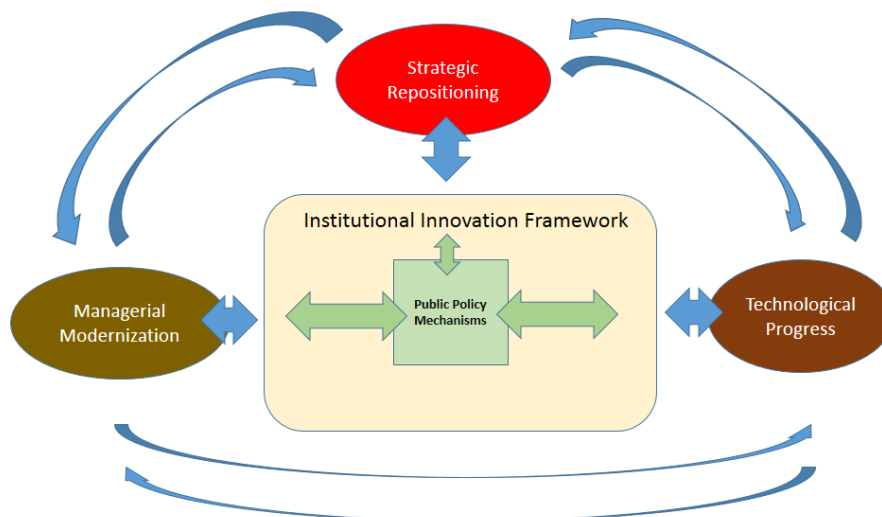 Strategic
Repositioning
Institutional Innovation Framework
Public Policy
Mechanisms
Managerial
Modernization
Technological
Progress